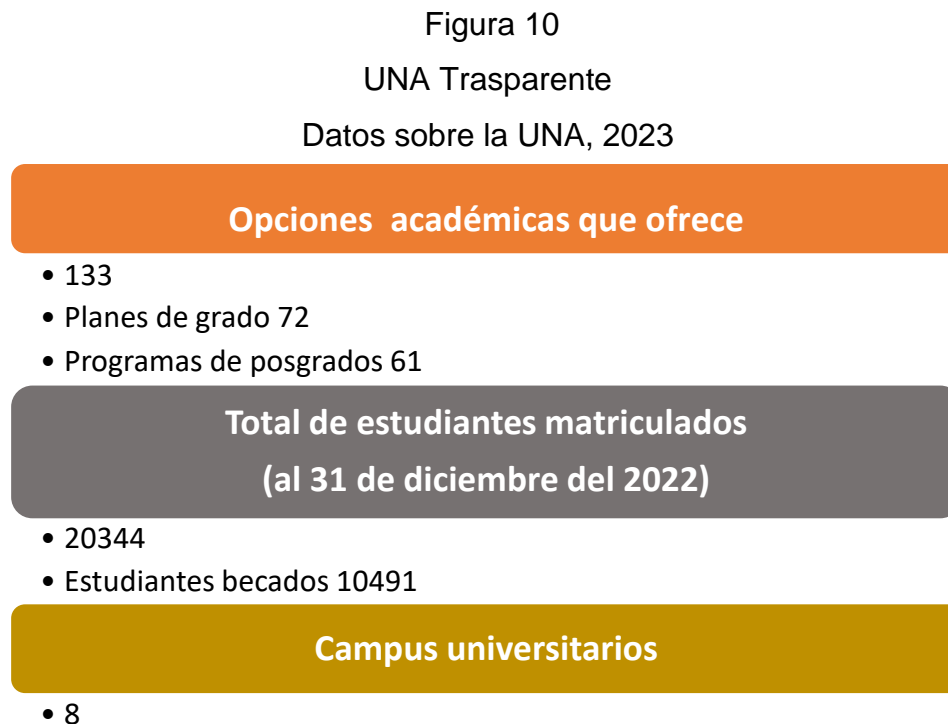 Figura 10
UNA Trasparente
Datos sobre la UNA, 2023
Opciones  académicas que ofrece
• 133
• Planes de grado 72
• Programas de posgrados 61
Total de estudiantes matriculados
(al 31 de diciembre del 2022)
• 20344
• Estudiantes becados 10491
Campus universitarios
• 8